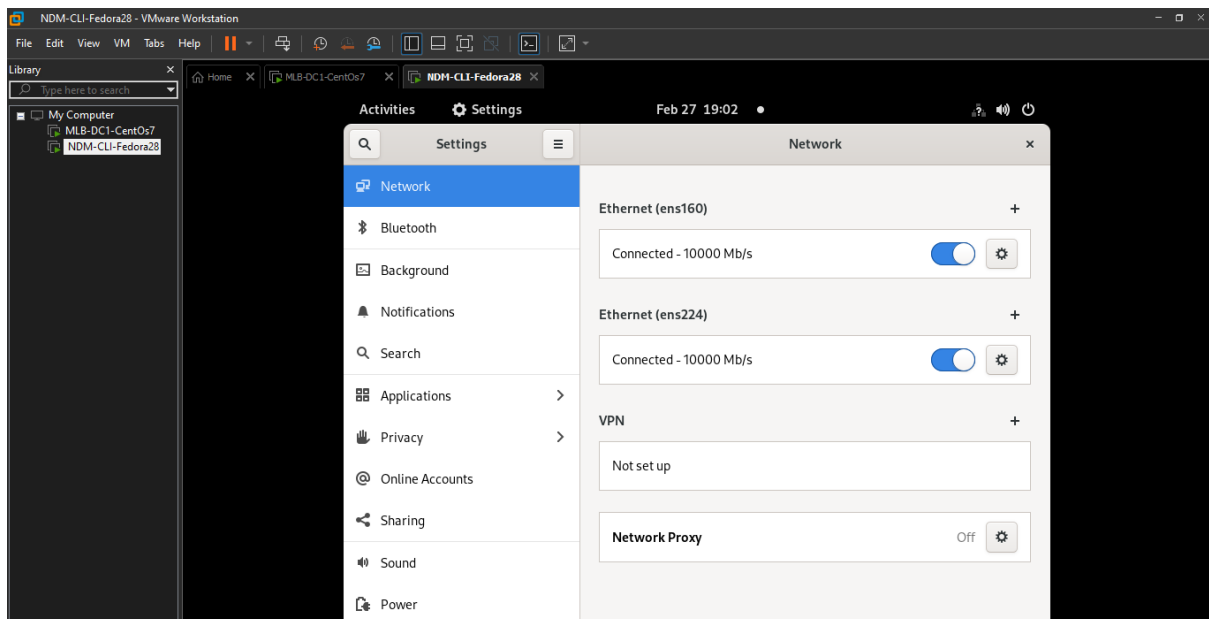 NDM-CLI-Fedora28 - VMware Workstation
File Edit View VM Tabs Help
Library
Type here to search
My Computer
MLB-DC1-CentOs7
NDM-CLI-Fedora28
Home
MLB-DC1-CentOs7
NDM-CLI-Fedora28
Activities Settings Feb 27 19:02
Settings
Network
Network
Bluetooth
Background
Notifications
Search
Applications
Privacy
Online Accounts
Sharing
Sound
Power
Ethernet (ens160)
Connected - 10000 Mb/s
Ethernet (ens224)
Connected - 10000 Mb/s
VPN
Not set up
Network Proxy Off